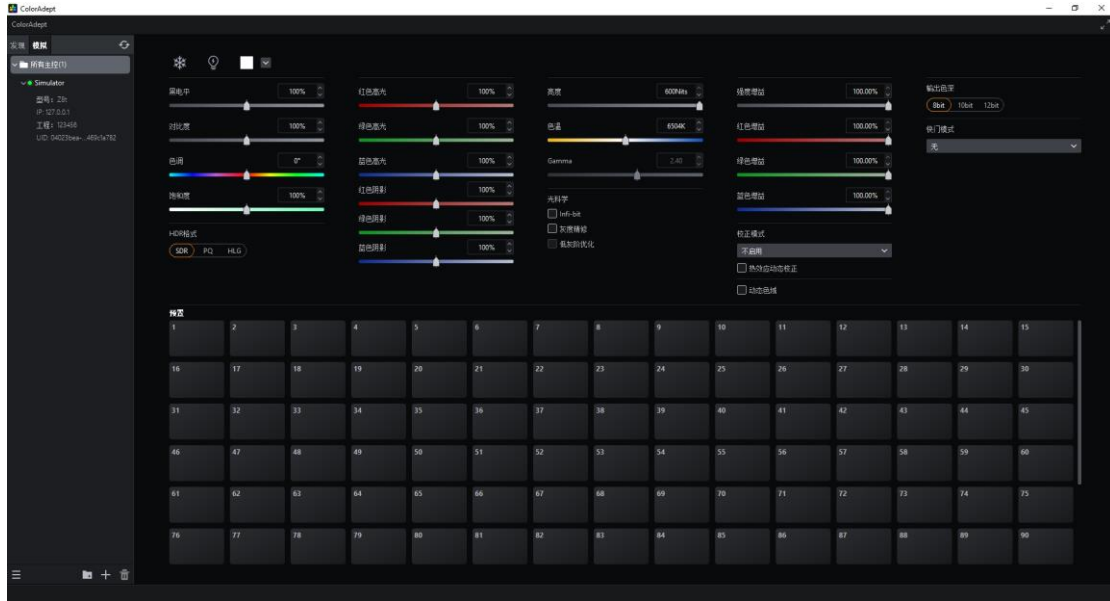 ColorAdept
ColorAdept
发现 模拟
所有主控(1)
Simulator
型号: Z8t
IP: 127.0.0.1
工程: 123456
黑电平 100%
对比度 100%
色调 0°
饱和度 100%
HDR格式
SDR PQ HLG
红色高光 100%
绿色高光 100%
蓝色高光 100%
红色阴影 100%
绿色阴影 100%
蓝色阴影 100%
亮度 600Nits
色温 6504K
Gamma 2.40
光科学
Infi-bit
灰度精修
低灰阶优化
强度增益 100.00%
红色增益 100.00%
绿色增益 100.00%
蓝色增益 100.00%
校正模式
不启用
热效应动态校正
动态色域
输出色深
8bit 10bit 12bit
快门模式
无
预置
1 2 3 4 5 6 7 8 9 10 11 12 13 14 15
16 17 18 19 20 21 22 23 24 25 26 27 28 29 30
31 32 33 34 35 36 37 38 39 40 41 42 43 44 45
46 47 48 49 50 51 52 53 54 55 56 57 58 59 60
61 62 63 64 65 66 67 68 69 70 71 72 73 74 75
76 77 78 79 80 81 82 83 84 85 86 87 88 89 90